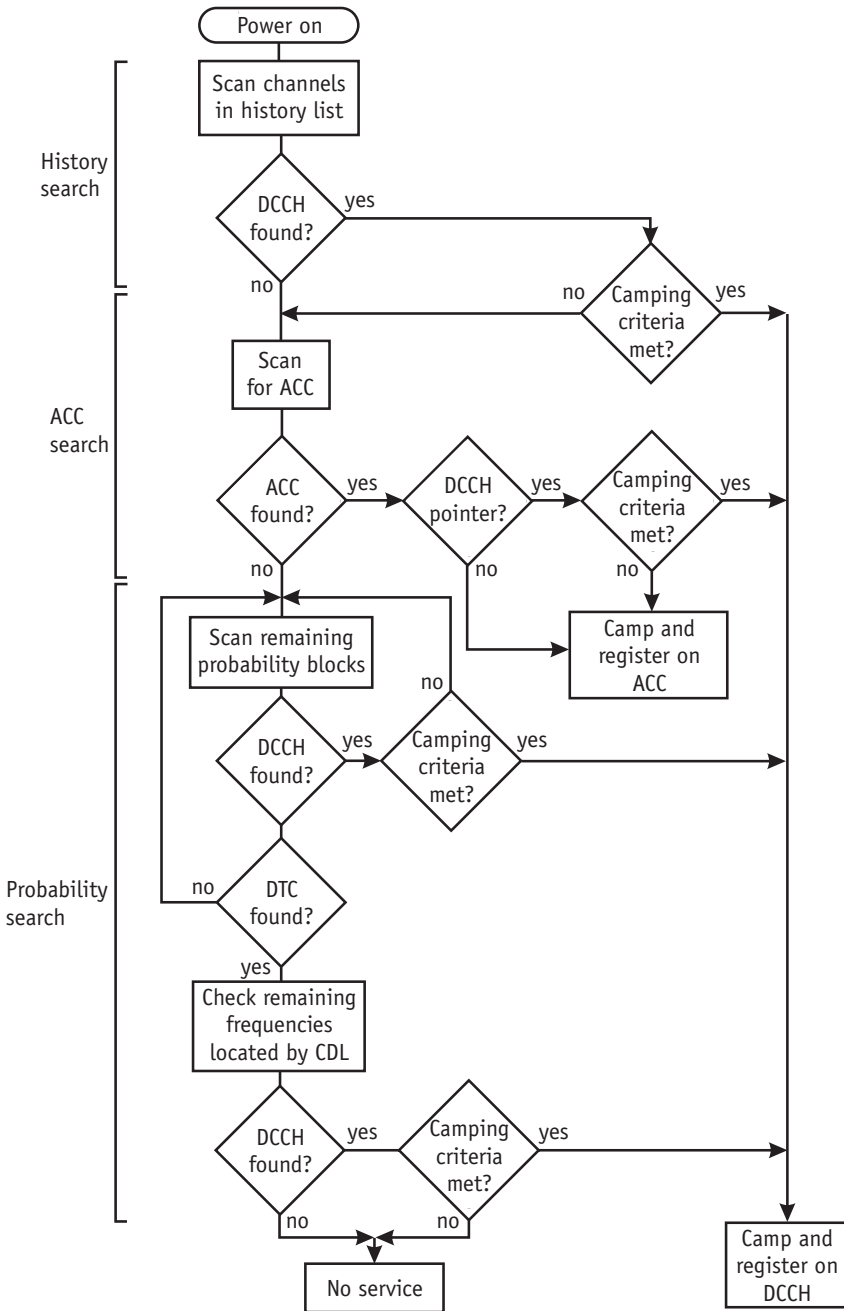 Power on
Scan channels
in history list
History
search
DCCH
found?
yes
no
Camping
criteria
met?
no
yes
Scan
for ACC
ACC
search
ACC
found?
yes
no
DCCH
pointer?
yes
no
Camping
criteria
met?
yes
no
Camp and
register on
ACC
Scan remaining
probability blocks
no
DCCH
found?
yes
Camping
criteria
met?
yes
Probability
search
no
DTC
found?
yes
Check remaining
frequencies
located by CDL
DCCH
found?
yes
no
Camping
criteria
met?
yes
no
No service
Camp and
register on
DCCH